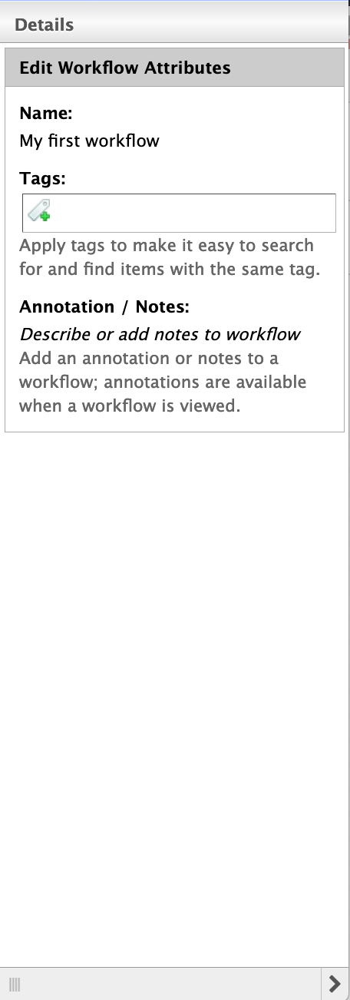 Details
Edit Workflow Attributes
Name:
My first workflow
Tags:
Apply tags to make it easy to search
for and find items with the same tag.
Annotation / Notes:
Describe or add notes to workflow
Add an annotation or notes to a
workflow; annotations are available
when a workflow is viewed.